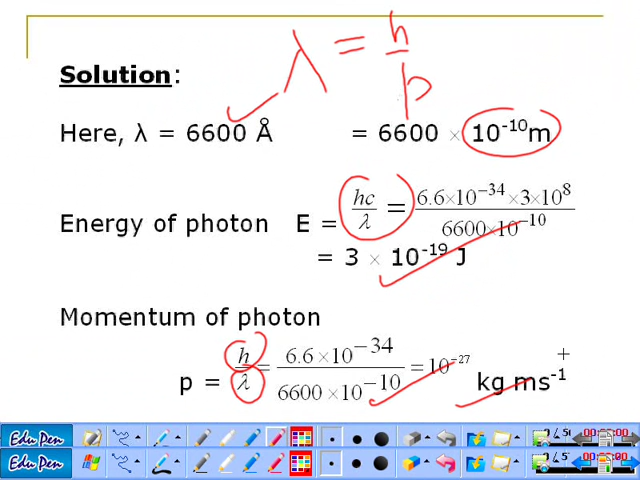 λ = h/p
Solution:
Here, λ = 6600 Å = 6600 × 10⁻¹⁰m
Energy of photon E = hc/λ = 6.6×10⁻³⁴×3×10⁸/6600×10⁻¹⁰
= 3 × 10⁻¹⁹ J
Momentum of photon
p = h/λ = 6.6×10⁻³⁴/6600×10⁻¹⁰ = 10⁻²⁷ kg ms⁻¹
Edu Pen
Edu Pen